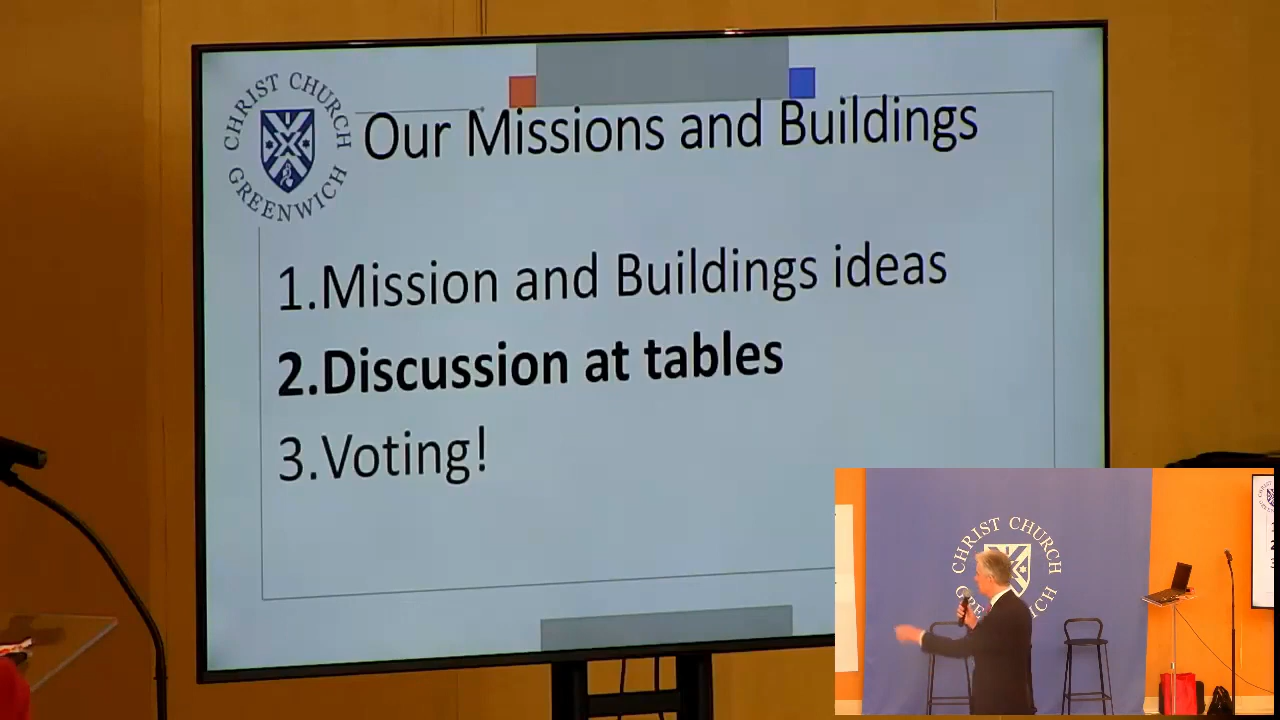 CHRIST CHURCH
GREENWICH
Our Missions and Buildings
1.Mission and Buildings ideas
2.Discussion at tables
3.Voting!
CHRIST CHURCH